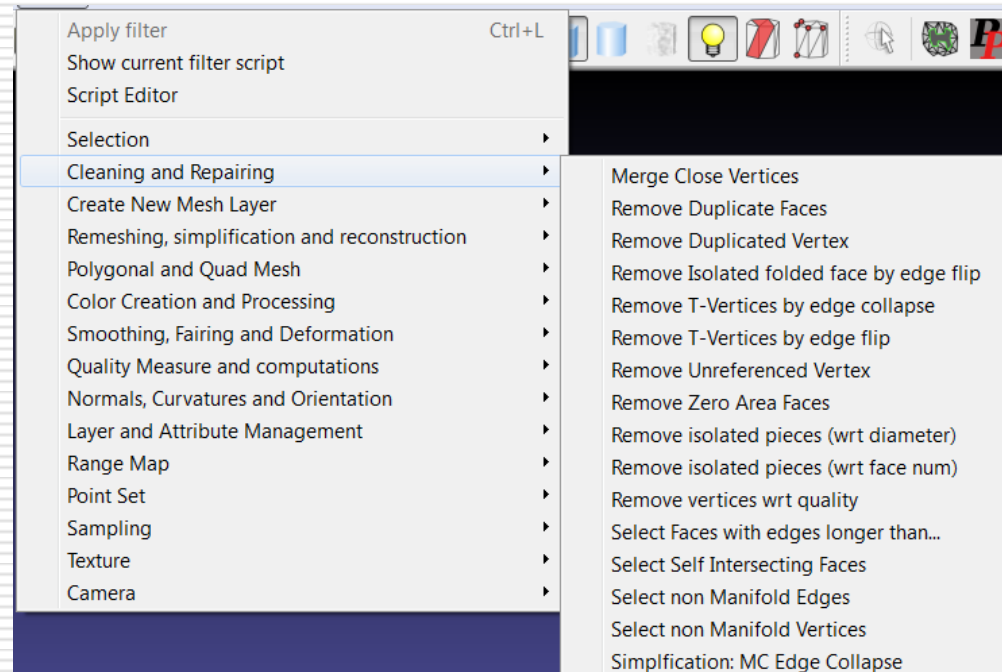 Apply filter Ctrl+L
Show current filter script
Script Editor
Selection
Cleaning and Repairing
Create New Mesh Layer
Remeshing, simplification and reconstruction
Polygonal and Quad Mesh
Color Creation and Processing
Smoothing, Fairing and Deformation
Quality Measure and computations
Normals, Curvatures and Orientation
Layer and Attribute Management
Range Map
Point Set
Sampling
Texture
Camera
Merge Close Vertices
Remove Duplicate Faces
Remove Duplicated Vertex
Remove Isolated folded face by edge flip
Remove T-Vertices by edge collapse
Remove T-Vertices by edge flip
Remove Unreferenced Vertex
Remove Zero Area Faces
Remove isolated pieces (wrt diameter)
Remove isolated pieces (wrt face num)
Remove vertices wrt quality
Select Faces with edges longer than...
Select Self Intersecting Faces
Select non Manifold Edges
Select non Manifold Vertices
Simplfication: MC Edge Collapse